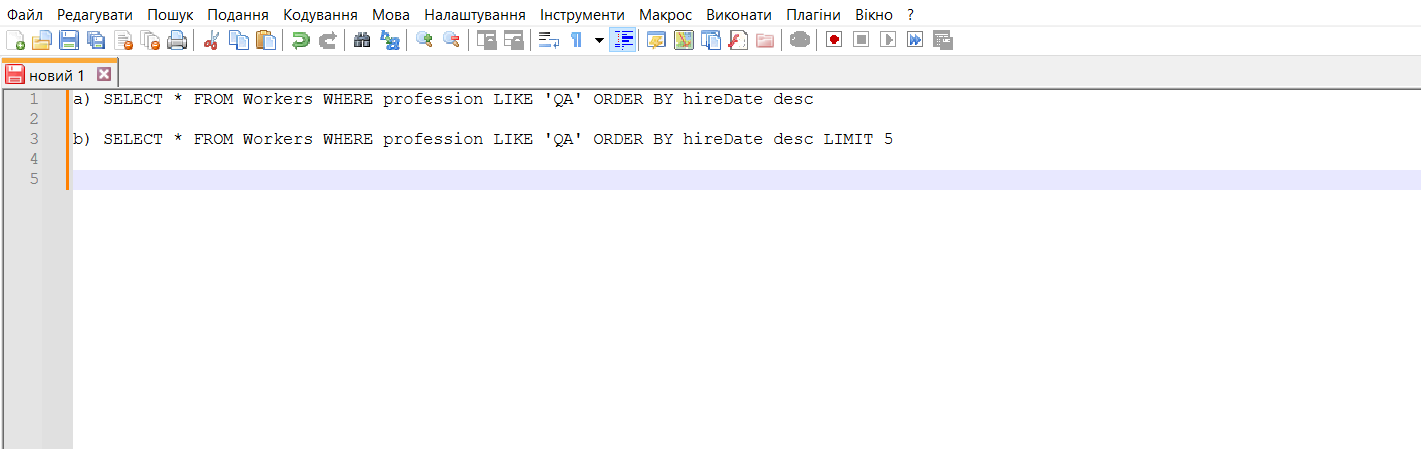 Файл Редагувати Пошук Подання Кодування Мова Налаштування Інструменти Макрос Виконати Плагіни Вікно ?
новий 1
1 a) SELECT * FROM Workers WHERE profession LIKE 'QA' ORDER BY hireDate desc
2
3 b) SELECT * FROM Workers WHERE profession LIKE 'QA' ORDER BY hireDate desc LIMIT 5
4
5